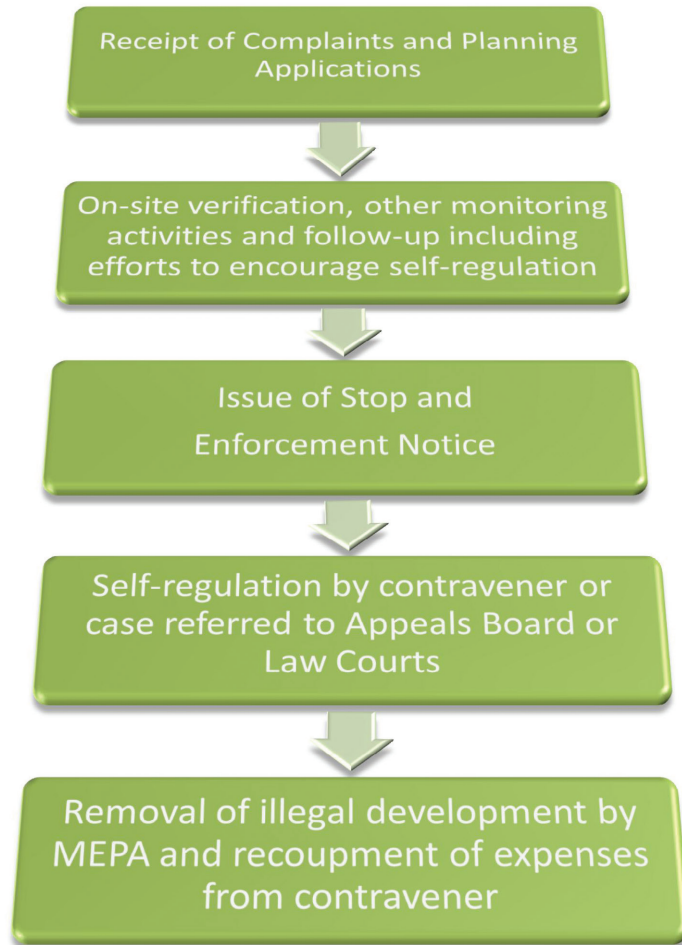 Receipt of Complaints and Planning
Applications
On-site verification, other monitoring
activities and follow-up including
efforts to encourage self-regulation
Issue of Stop and
Enforcement Notice
Self-regulation by contravener or
case referred to Appeals Board or
Law Courts
Removal of illegal development by
MEPA and recoupment of expenses
from contravener